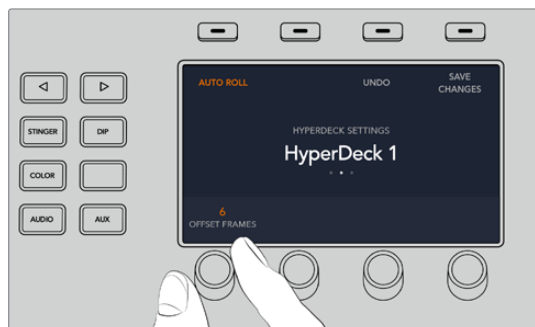 AUTO ROLL
UNDO
SAVE
CHANGES
HYPERDECK SETTINGS
HyperDeck 1
6
OFFSET FRAMES
STINGER
DIP
COLOR
AUDIO
AUX